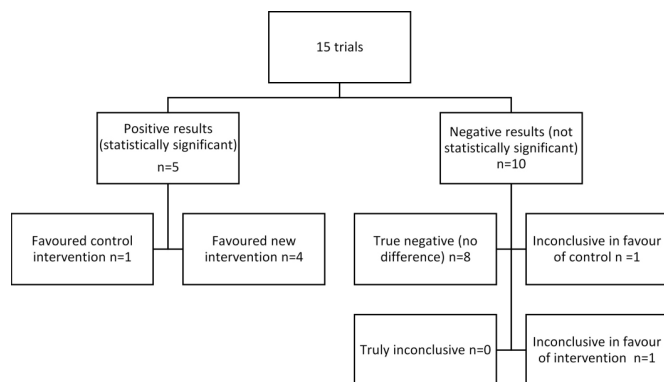 15 trials
Positive results
(statistically significant)
n=5
Negative results (not
statistically significant)
n=10
Favoured control
intervention n=1
Favoured new
intervention n=4
True negative (no
difference) n=8
Inconclusive in favour
of control n =1
Truly inconclusive n=0
Inconclusive in favour
of intervention n=1